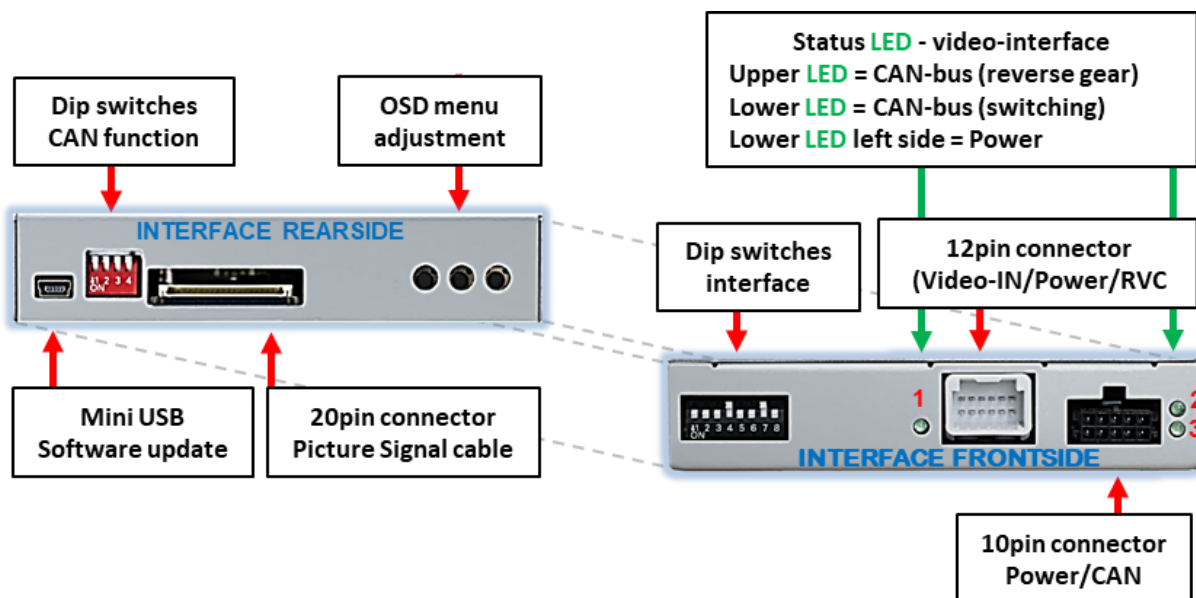 Status LED - video-interface
Upper LED = CAN-bus (reverse gear)
Lower LED = CAN-bus (switching)
Lower LED left side = Power
Dip switches
CAN function
OSD menu
adjustment
INTERFACE REARSIDE
Dip switches
interface
12pin connector
(Video-IN/Power/RVC
1 2 3 4
ON
Mini USB
Software update
20pin connector
Picture Signal cable
1
2
3
1 2 3 4 5 6 7 8
ON
INTERFACE FRONTSIDE
10pin connector
Power/CAN